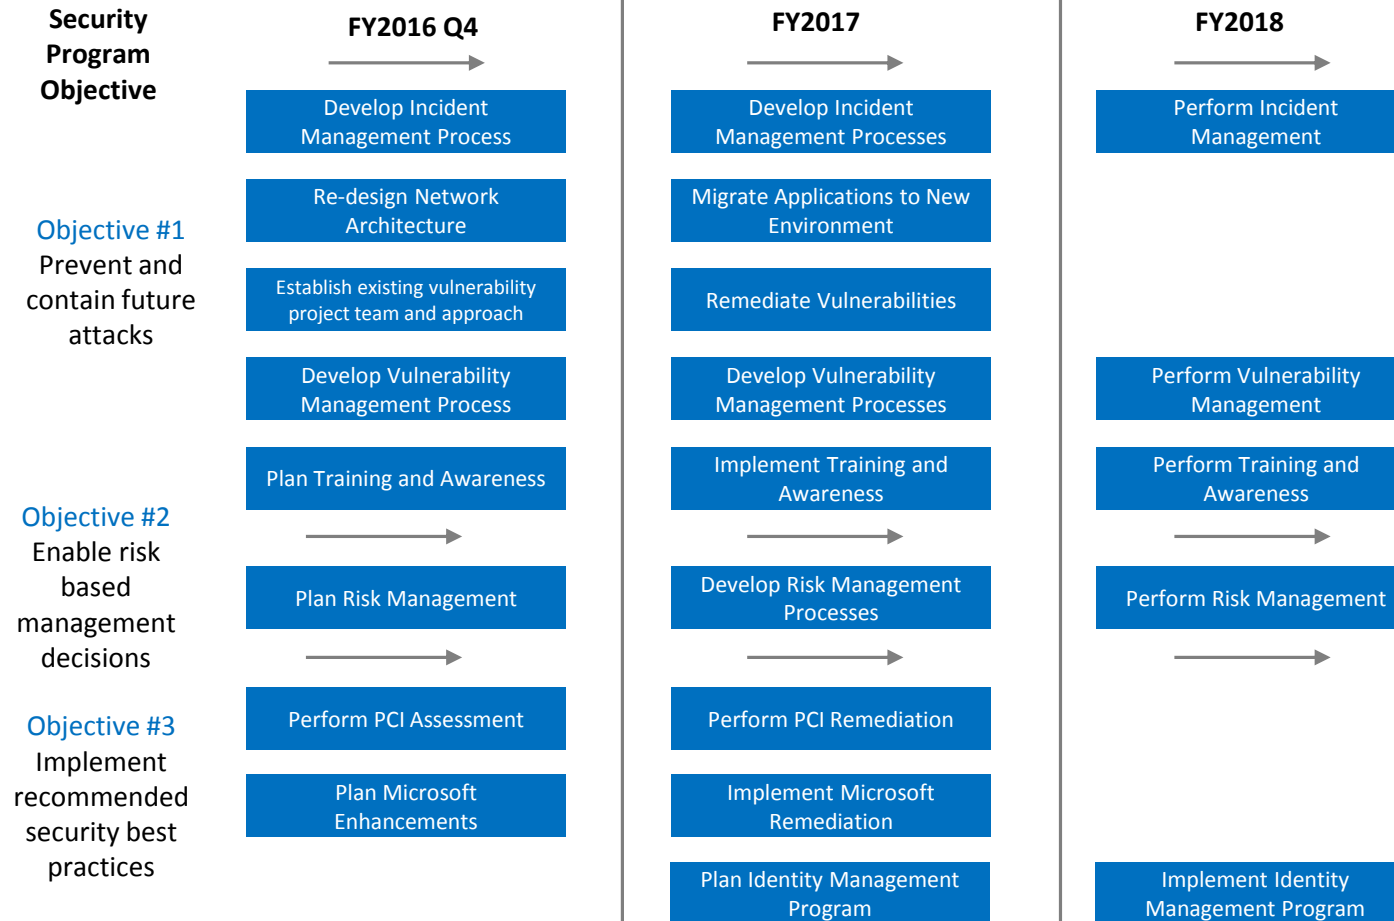 Security
Program
Objective
FY2016 Q4
FY2017
FY2018
Develop Incident
Management Process
Develop Incident
Management Processes
Perform Incident
Management
Objective #1
Prevent and
contain future
attacks
Re-design Network
Architecture
Migrate Applications to New
Environment
Establish existing vulnerability
project team and approach
Remediate Vulnerabilities
Develop Vulnerability
Management Process
Develop Vulnerability
Management Processes
Perform Vulnerability
Management
Plan Training and Awareness
Implement Training and
Awareness
Perform Training and
Awareness
Objective #2
Enable risk
based
management
decisions
Plan Risk Management
Develop Risk Management
Processes
Perform Risk Management
Objective #3
Implement
recommended
security best
practices
Perform PCI Assessment
Perform PCI Remediation
Plan Microsoft
Enhancements
Implement Microsoft
Remediation
Plan Identity Management
Program
Implement Identity
Management Program